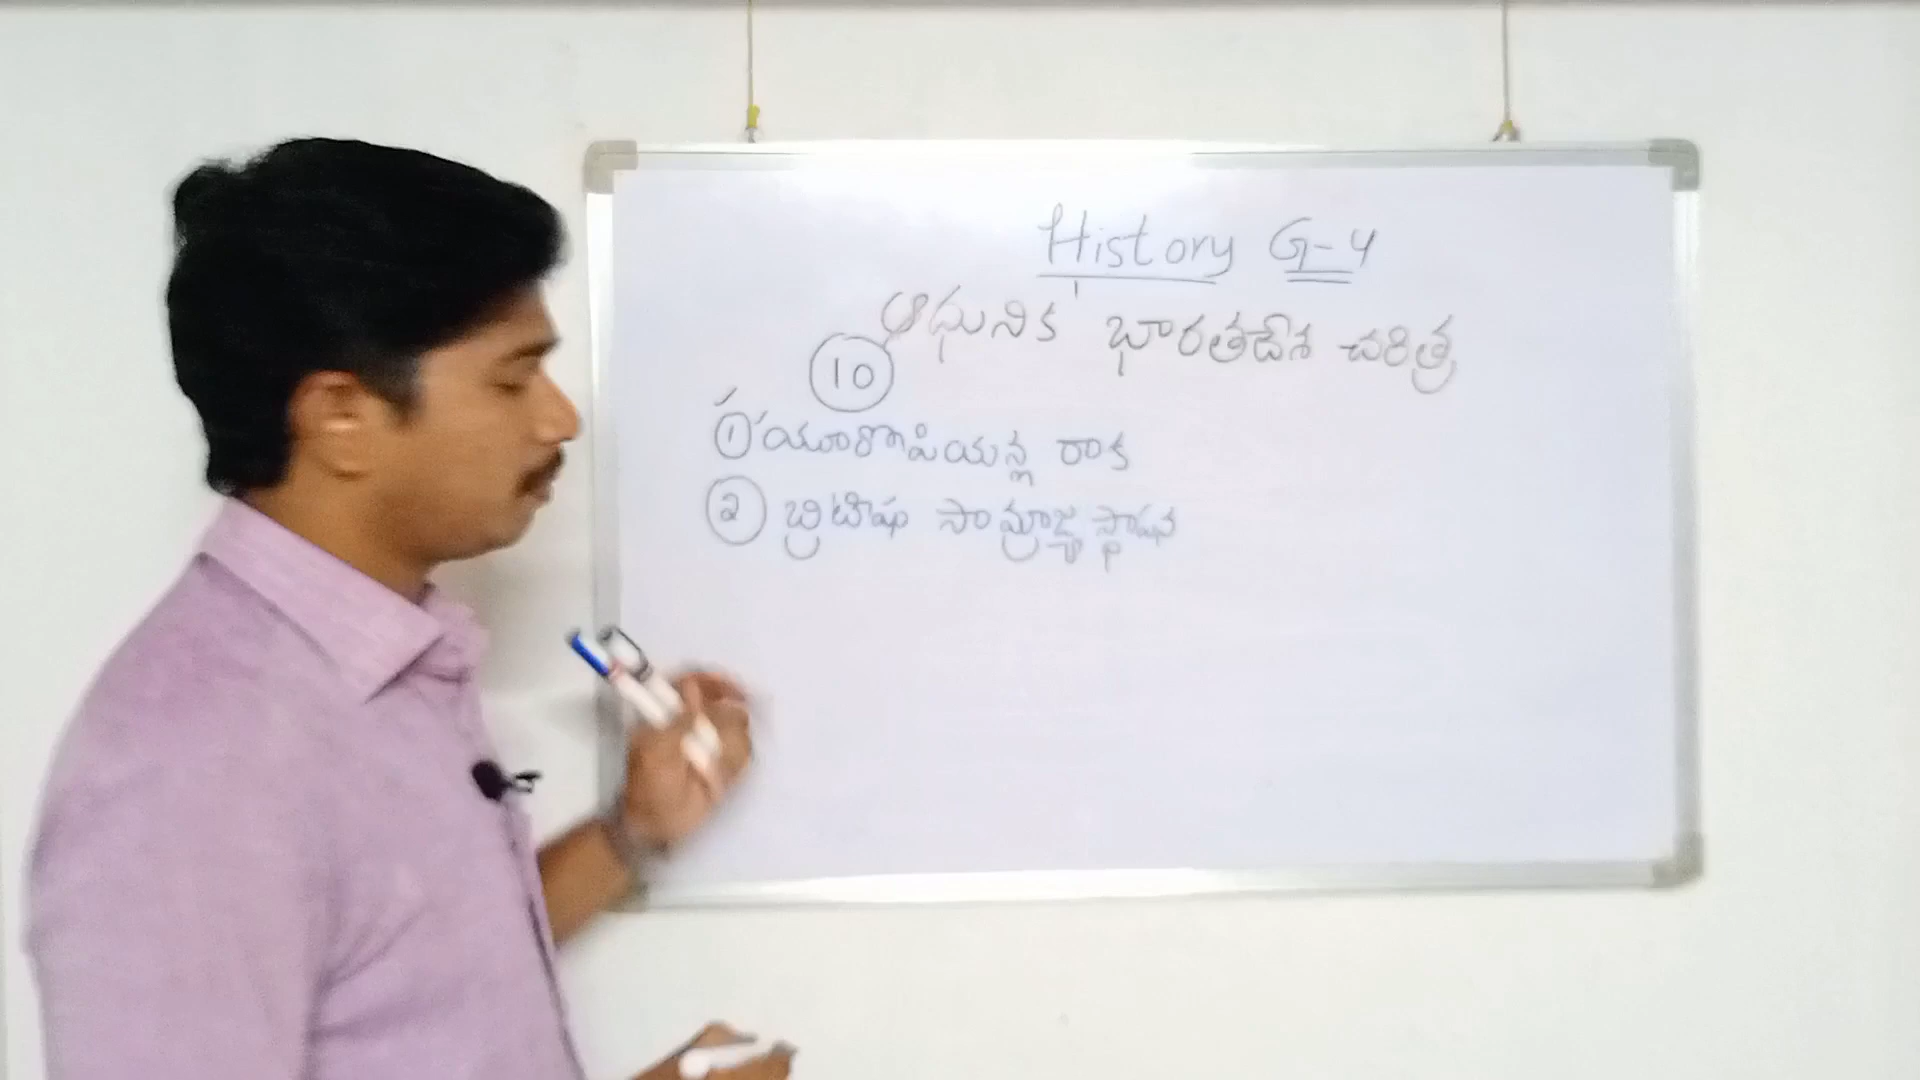 History G-4
ఆధునిక భారతదేశ చరిత్ర
10
① యూరోపియన్ల రాక
② బ్రిటిషు సామ్రాజ్య స్థాపన